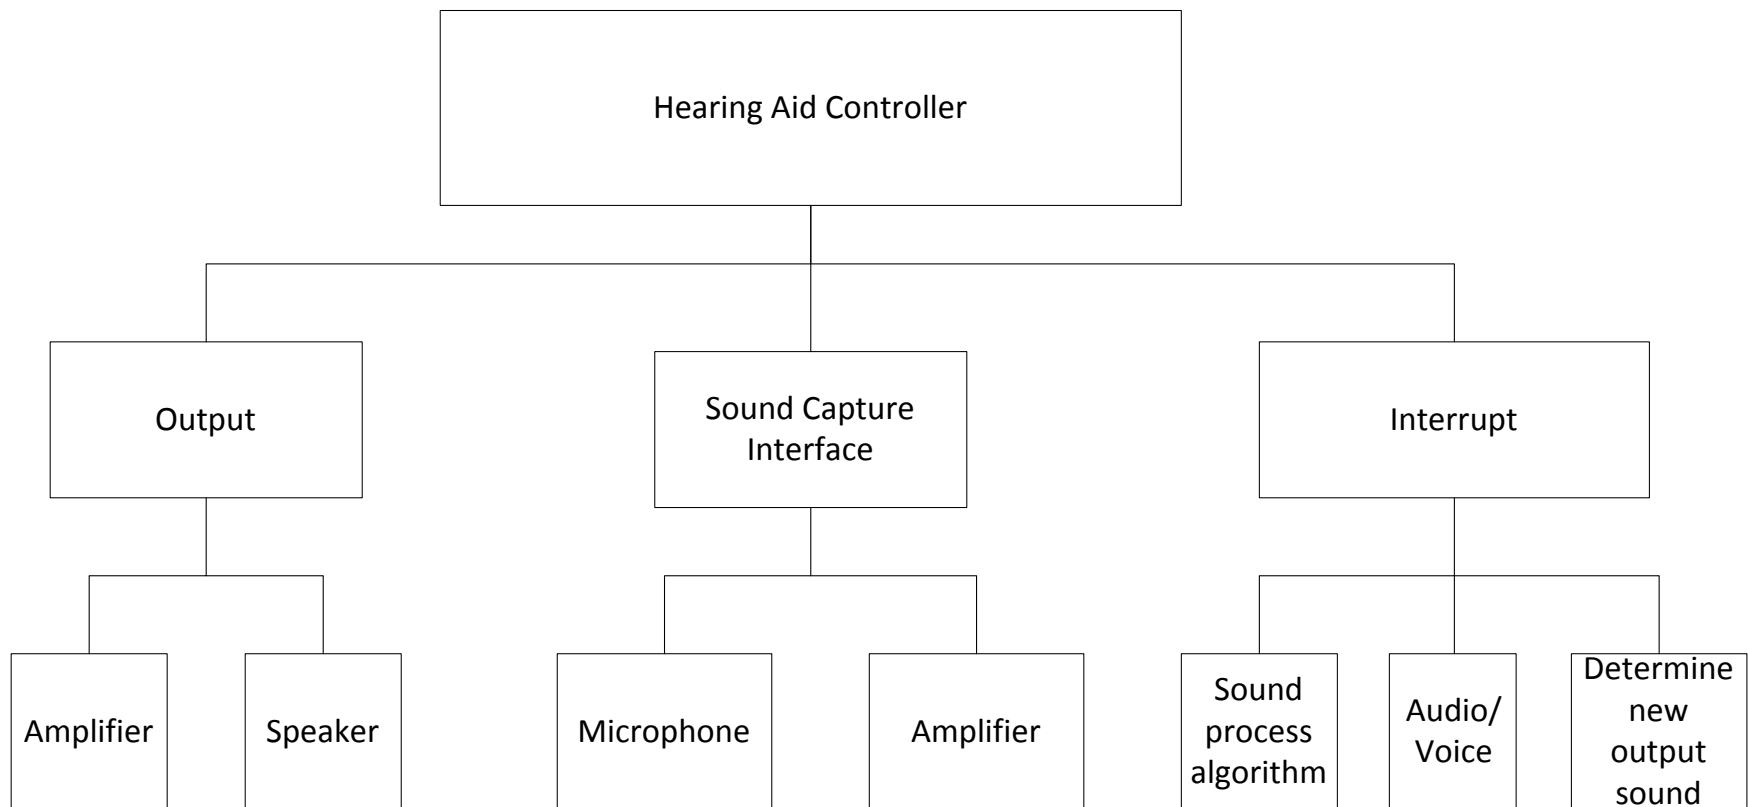 Hearing Aid Controller
Output
Sound Capture
Interface
Interrupt
Amplifier
Speaker
Microphone
Amplifier
Sound
process
algorithm
Audio/
Voice
Determine
new
output
sound